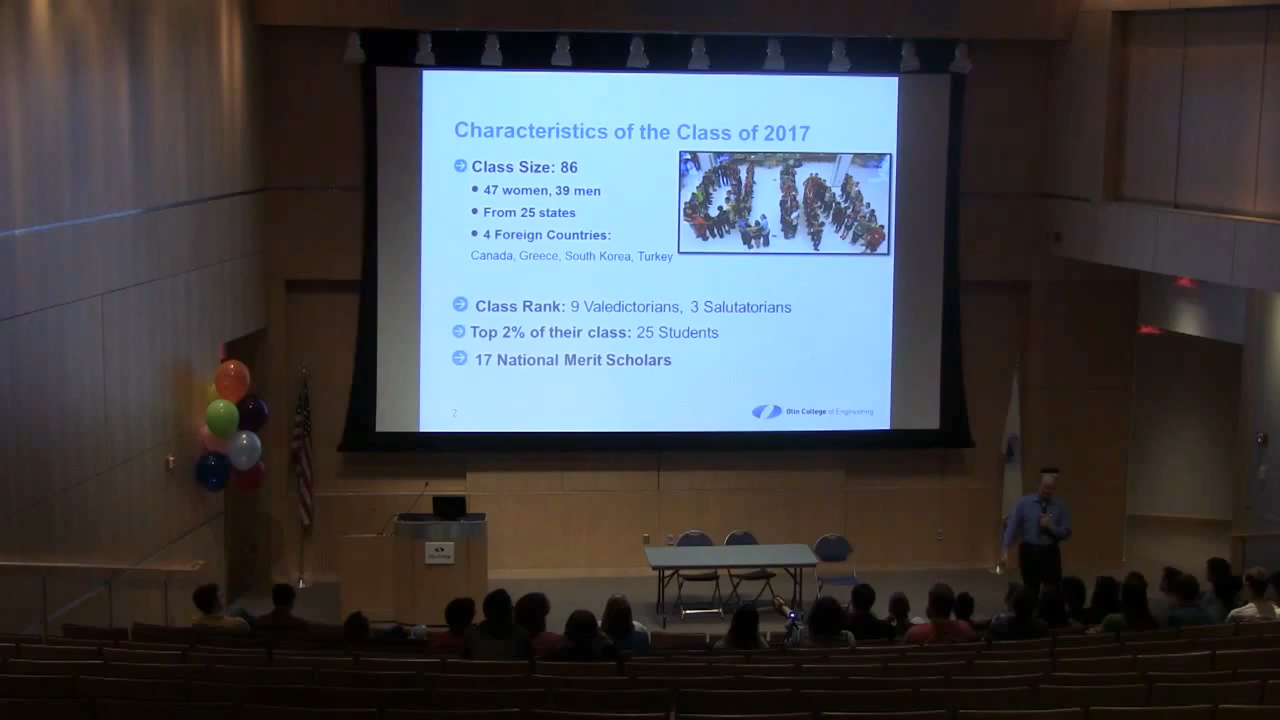 Characteristics of the Class of 2017
Class Size: 86
47 women, 39 men
From 25 states
4 Foreign Countries:
Canada, Greece, South Korea, Turkey
Class Rank: 9 Valedictorians, 3 Salutatorians
Top 2% of their class: 25 Students
17 National Merit Scholars
2
Olin College of Engineering
Olin College